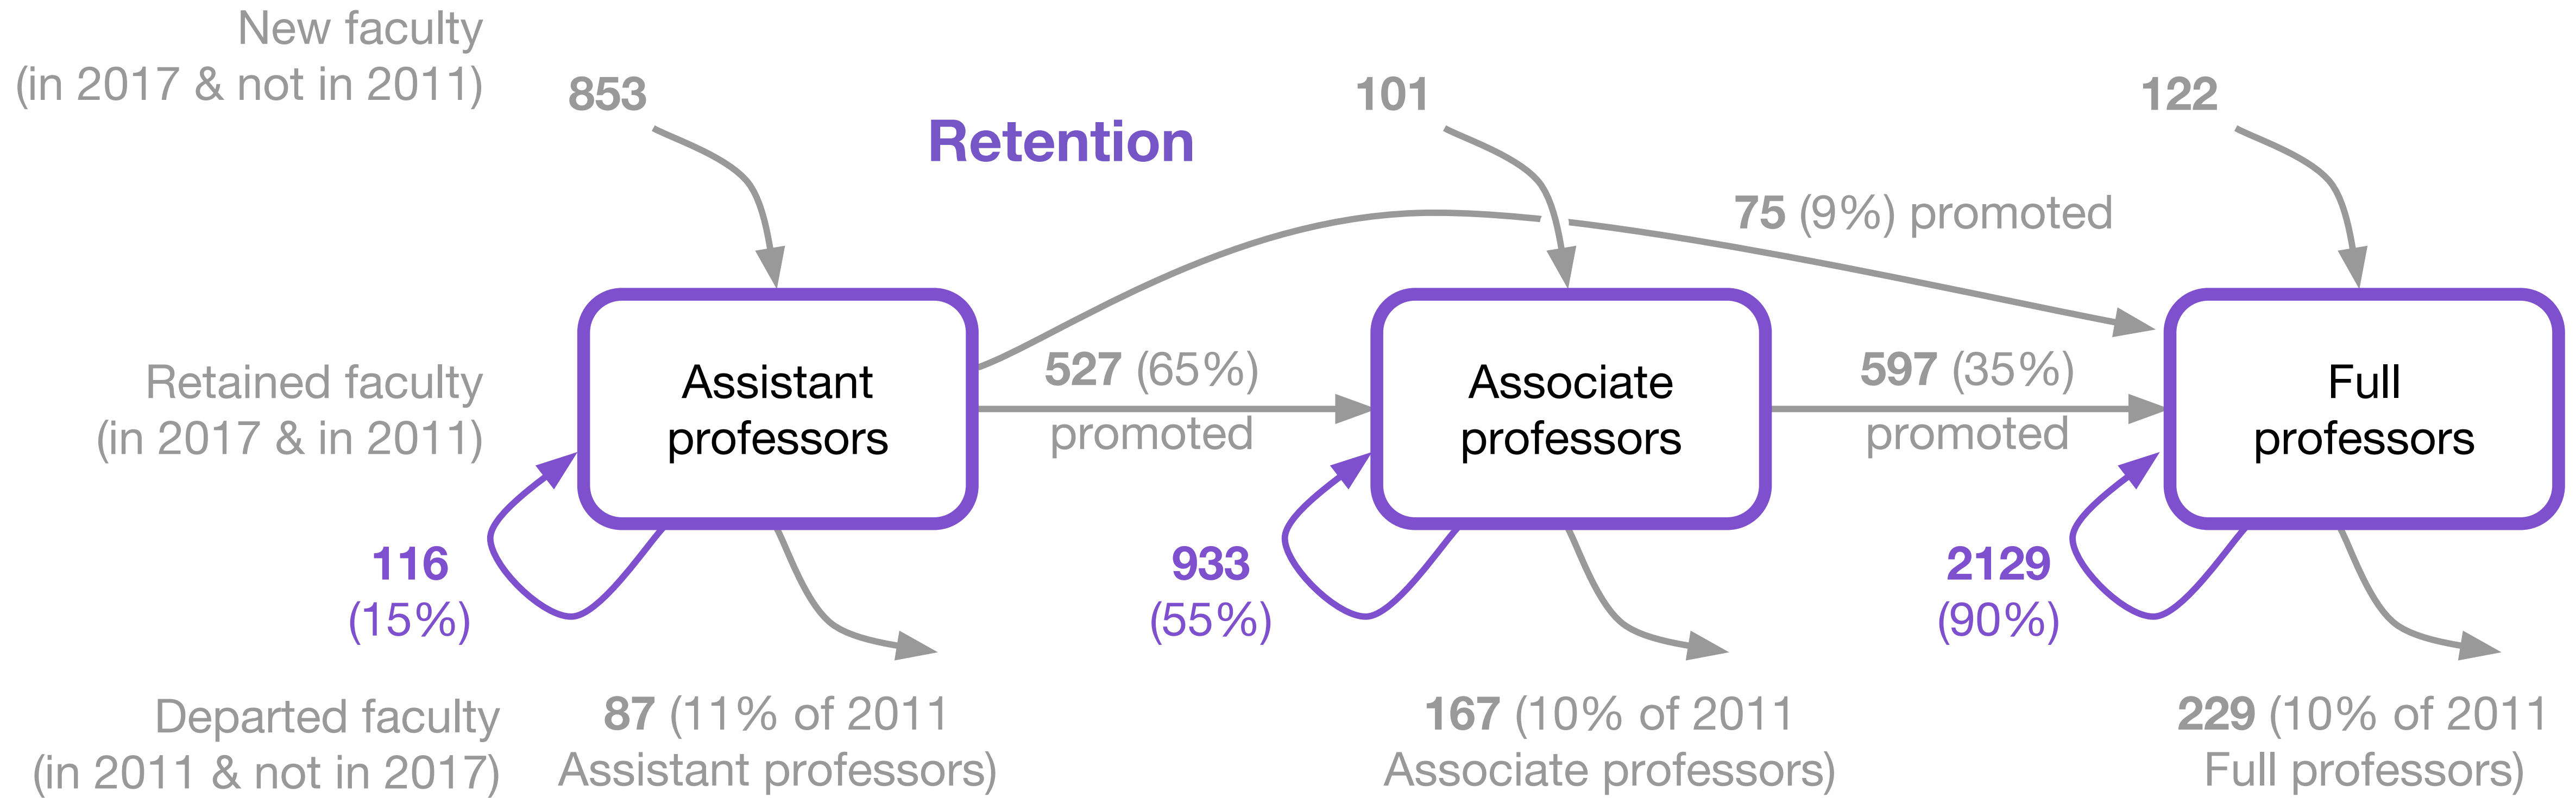 New faculty
(in 2017 & not in 2011)
853
101
122
Retention
75 (9%) promoted
Retained faculty
(in 2017 & in 2011)
Assistant
professors
527 (65%)
promoted
Associate
professors
597 (35%)
promoted
Full
professors
116
(15%)
933
(55%)
2129
(90%)
Departed faculty
(in 2011 & not in 2017)
87 (11% of 2011
Assistant professors)
167 (10% of 2011
Associate professors)
229 (10% of 2011
Full professors)